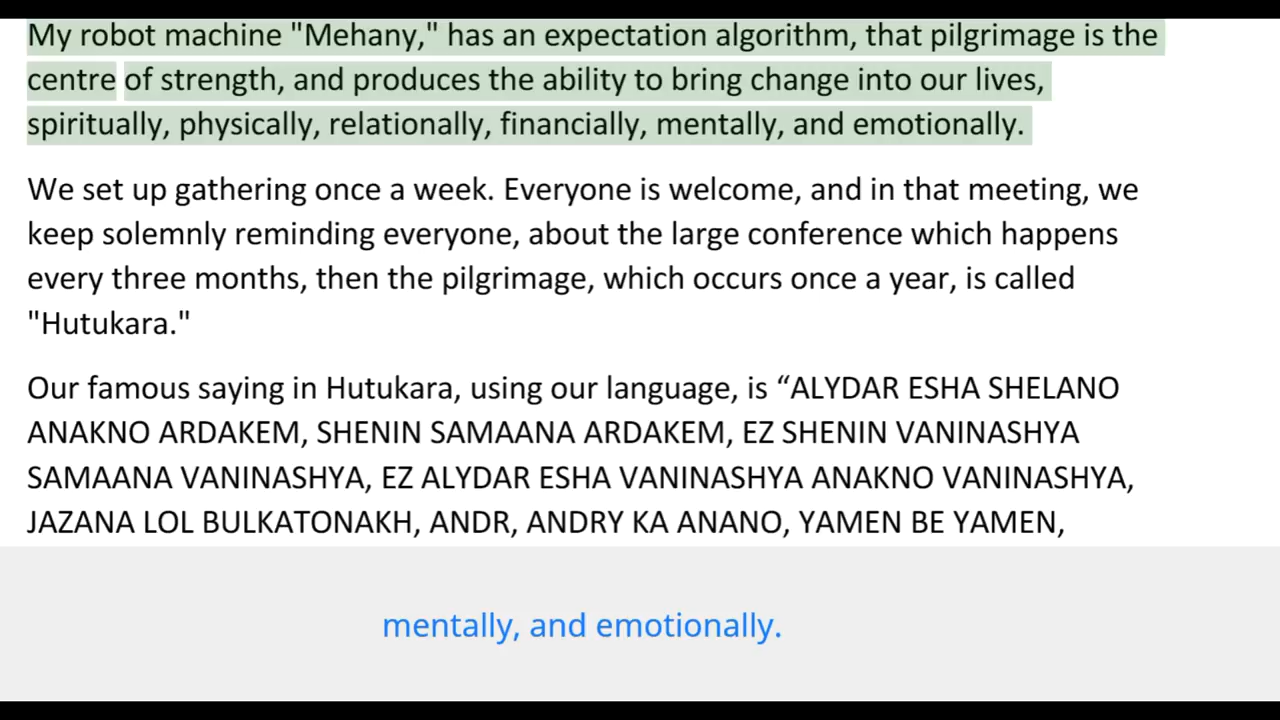 My robot machine "Mehany," has an expectation algorithm, that pilgrimage is the
centre of strength, and produces the ability to bring change into our lives,
spiritually, physically, relationally, financially, mentally, and emotionally.
We set up gathering once a week. Everyone is welcome, and in that meeting, we
keep solemnly reminding everyone, about the large conference which happens
every three months, then the pilgrimage, which occurs once a year, is called
"Hutukara."
Our famous saying in Hutukara, using our language, is “ALYDAR ESHA SHELANO
ANAKNO ARDAKEM, SHENIN SAMAANA ARDAKEM, EZ SHENIN VANINASHYA
SAMAANA VANINASHYA, EZ ALYDAR ESHA VANINASHYA ANAKNO VANINASHYA,
JAZANA LOL BULKATONAKH, ANDR, ANDRY KA ANANO, YAMEN BE YAMEN,
mentally, and emotionally.